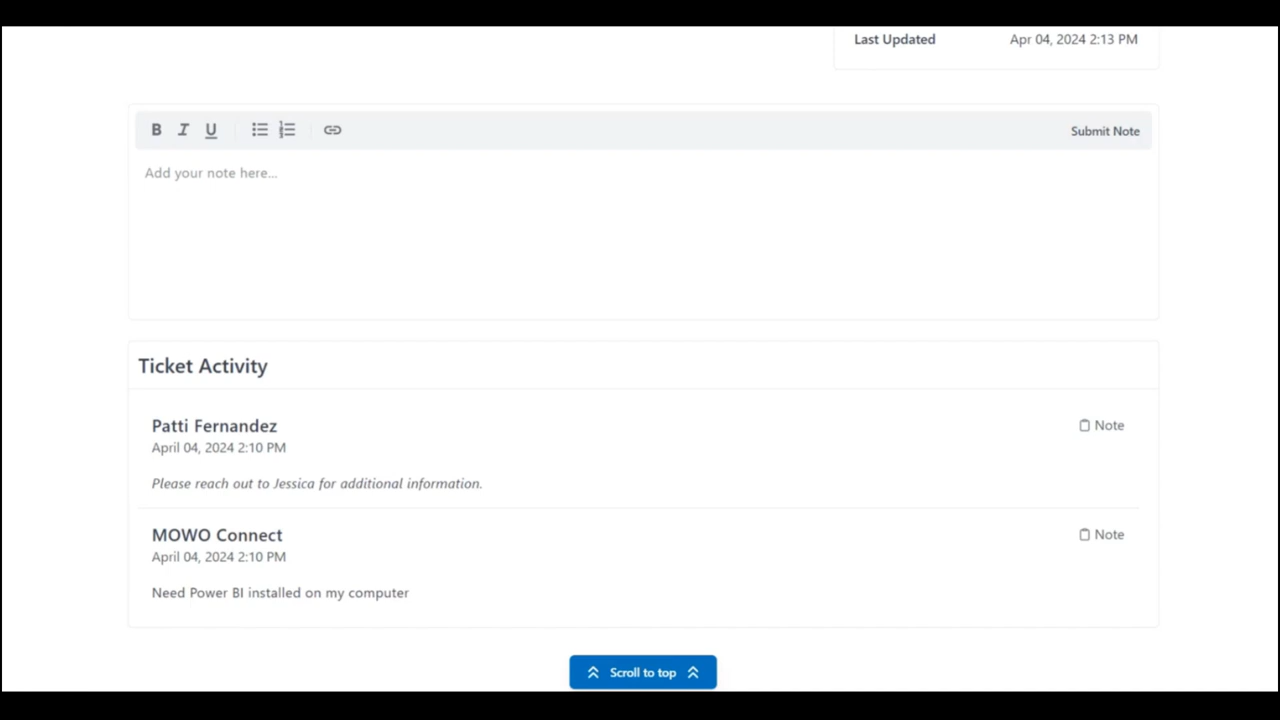 Last Updated Apr 04, 2024 2:13 PM
B I U Submit Note
Add your note here...
Ticket Activity
Patti Fernandez Note
April 04, 2024 2:10 PM
Please reach out to Jessica for additional information.
MOWO Connect Note
April 04, 2024 2:10 PM
Need Power BI installed on my computer
Scroll to top